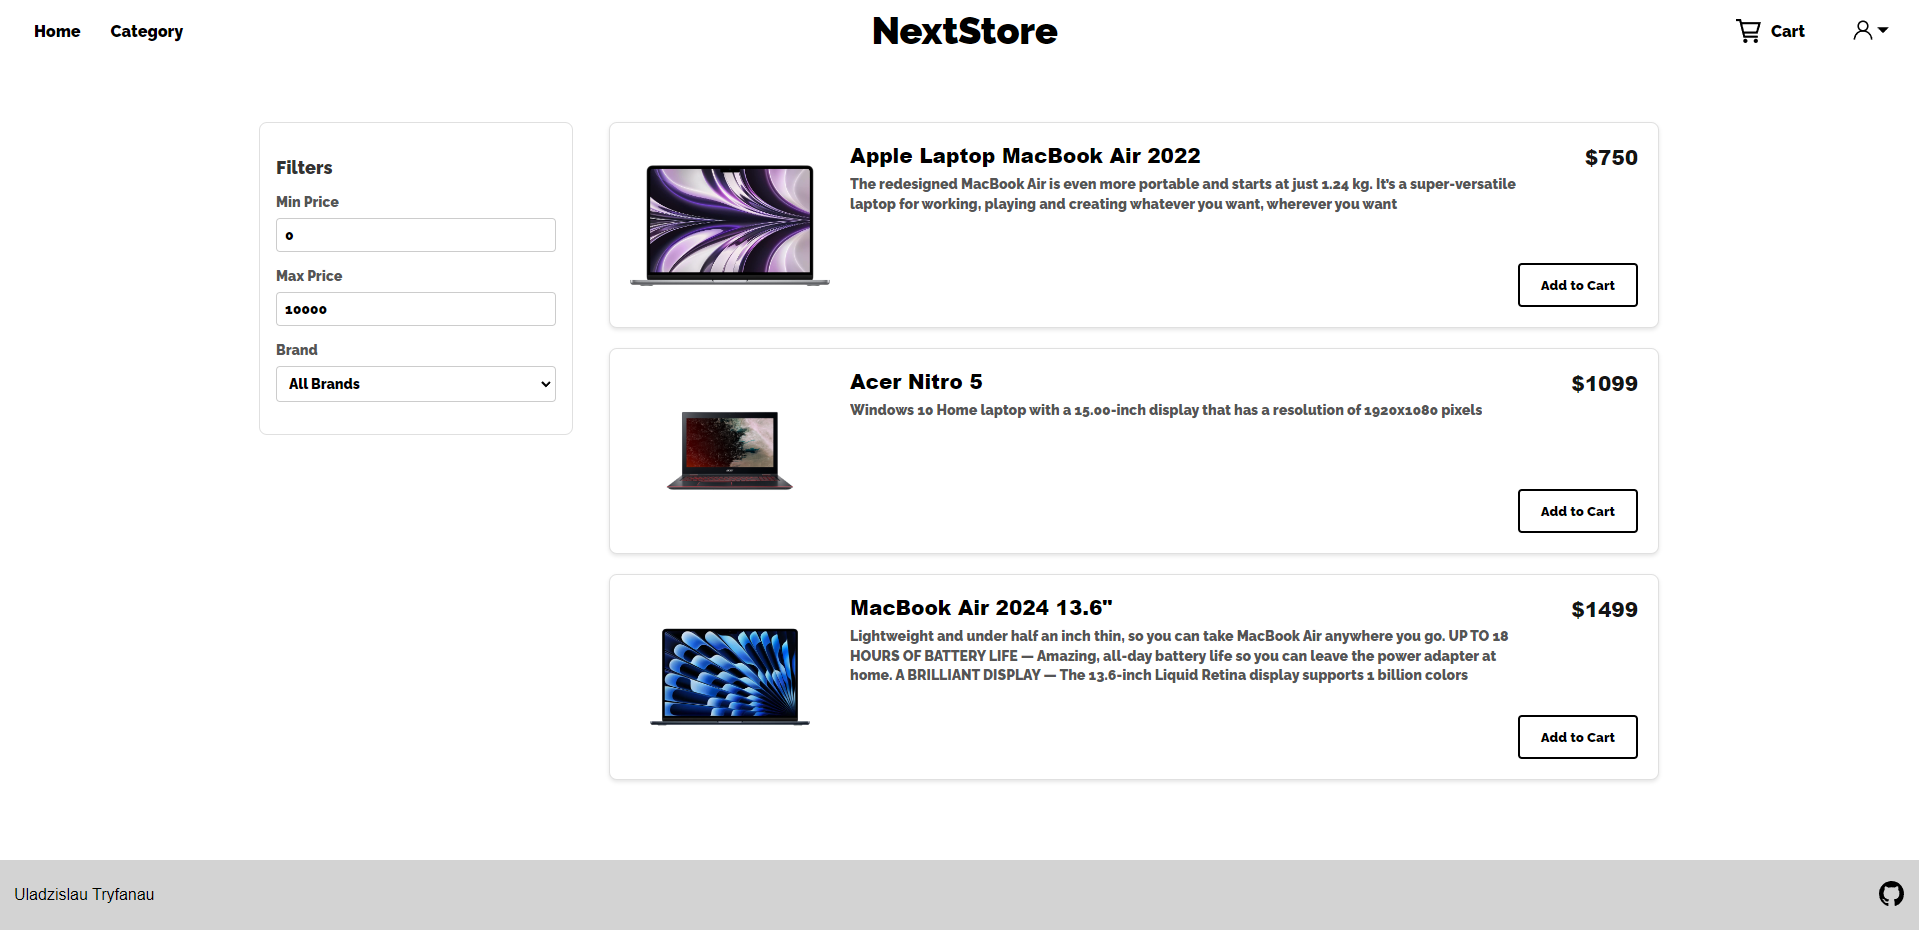 Home
Category
NextStore
Cart
Filters
Min Price
0
Max Price
10000
Brand
All Brands
Apple Laptop MacBook Air 2022
$750
The redesigned MacBook Air is even more portable and starts at just 1.24 kg. It's a super-versatile
laptop for working, playing and creating whatever you want, wherever you want
Add to Cart
Acer Nitro 5
$1099
Windows 10 Home laptop with a 15.00-inch display that has a resolution of 1920x1080 pixels
Add to Cart
MacBook Air 2024 13.6"
$1499
Lightweight and under half an inch thin, so you can take MacBook Air anywhere you go. UP TO 18
HOURS OF BATTERY LIFE — Amazing, all-day battery life so you can leave the power adapter at
home. A BRILLIANT DISPLAY — The 13.6-inch Liquid Retina display supports 1 billion colors
Add to Cart
Uladzislau Tryfanau